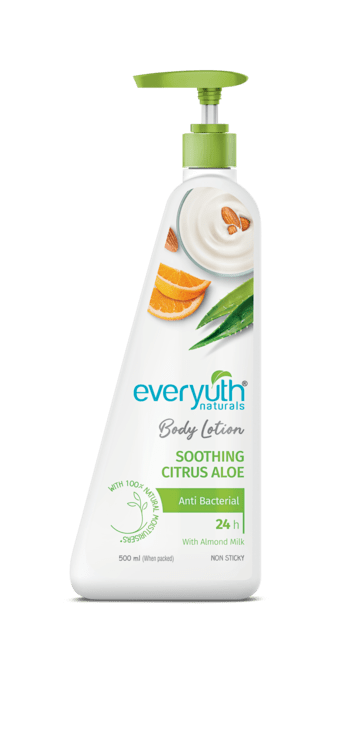 everyuth®
naturals
Body Lotion
SOOTHING
CITRUS ALOE
WITH 100% NATURAL MOISTURISERS*
Anti Bacterial
24 h
With Almond Milk
500 ml (When packed)
NON STICKY